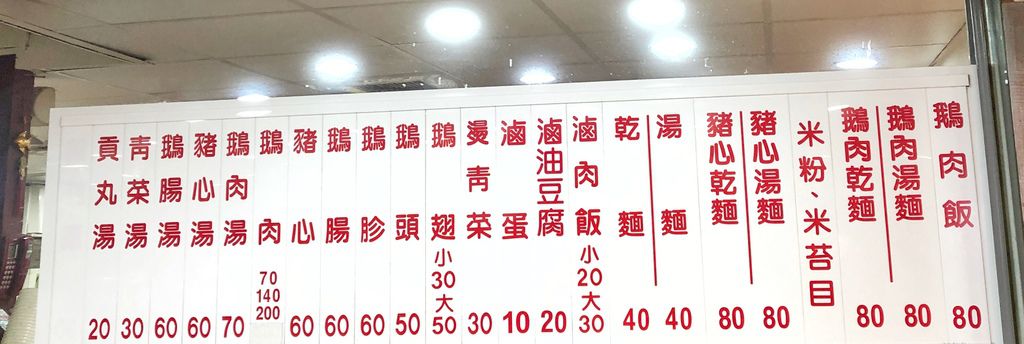 鵝肉飯 80
鵝肉湯麵 80
鵝肉乾麵 80
米粉、米苔目
豬心湯麵 80
豬心乾麵 80
湯麵 40
乾麵 40
滷肉飯 小20大30
滷油豆腐 20
滷蛋 10
燙青菜 30
鵝翅 小30大50
鵝頭 50
鵝胗 60
鵝腸 60
豬心 60
鵝肉 70 140 200
鵝肉湯 70
豬心湯 60
鵝腸湯 60
青菜湯 30
貢丸湯 20